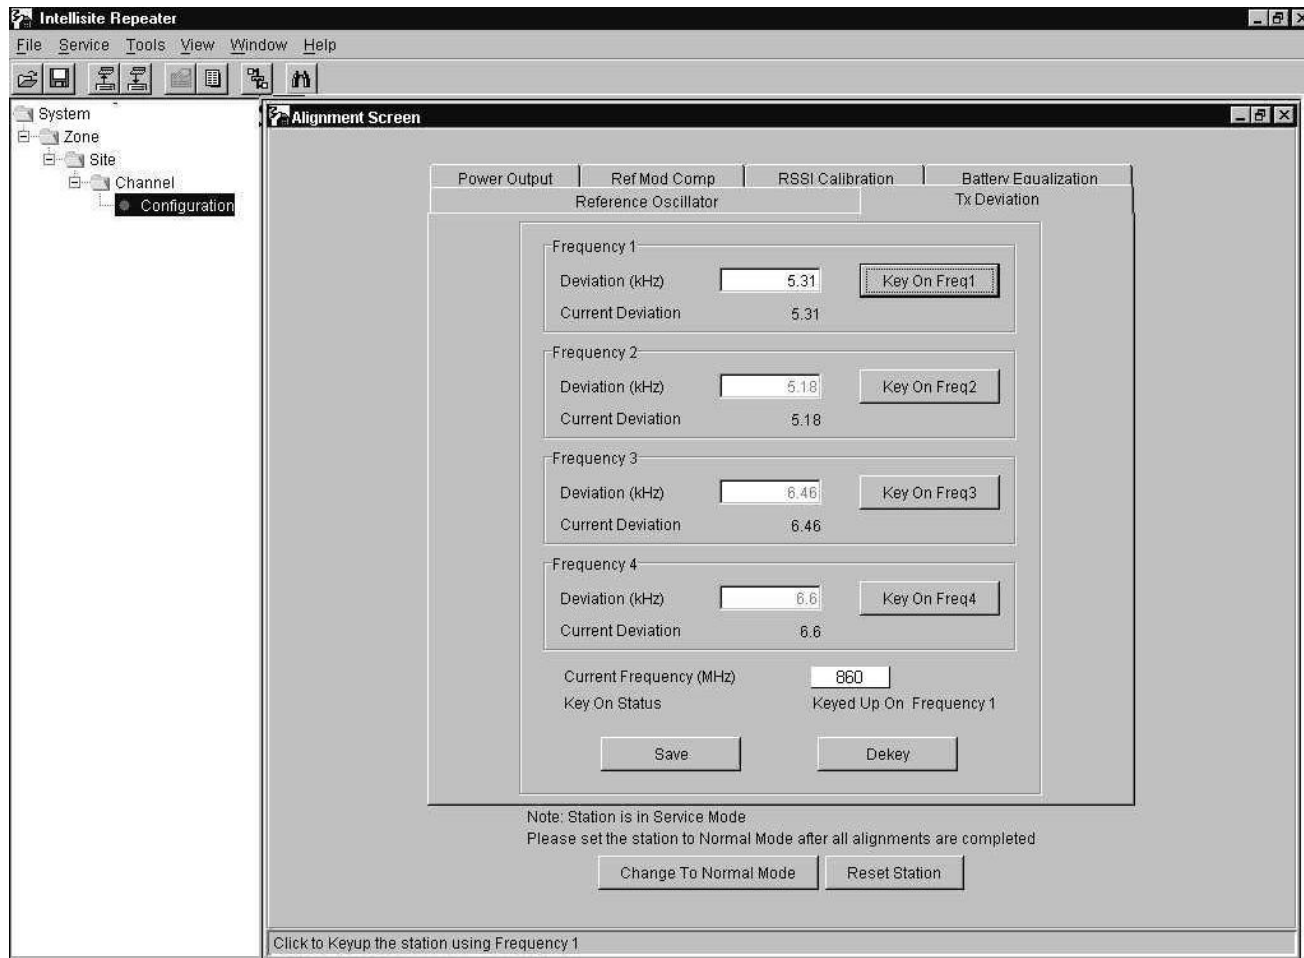 Intellisite Repeater
File Service Tools View Window Help
System
Zone
Site
Channel
Configuration
Alignment Screen
Power Output Ref Mod Comp RSSI Calibration Battery Equalization
Reference Oscillator Tx Deviation
Frequency 1
Deviation (kHz) 5.31 Key On Freq1
Current Deviation 5.31
Frequency 2
Deviation (kHz) 5.18 Key On Freq2
Current Deviation 5.18
Frequency 3
Deviation (kHz) 6.46 Key On Freq3
Current Deviation 6.46
Frequency 4
Deviation (kHz) 6.6 Key On Freq4
Current Deviation 6.6
Current Frequency (MHz) 860
Key On Status Keyed Up On Frequency 1
Save Dekey
Note: Station is in Service Mode
Please set the station to Normal Mode after all alignments are completed
Change To Normal Mode Reset Station
Click to Keyup the station using Frequency 1